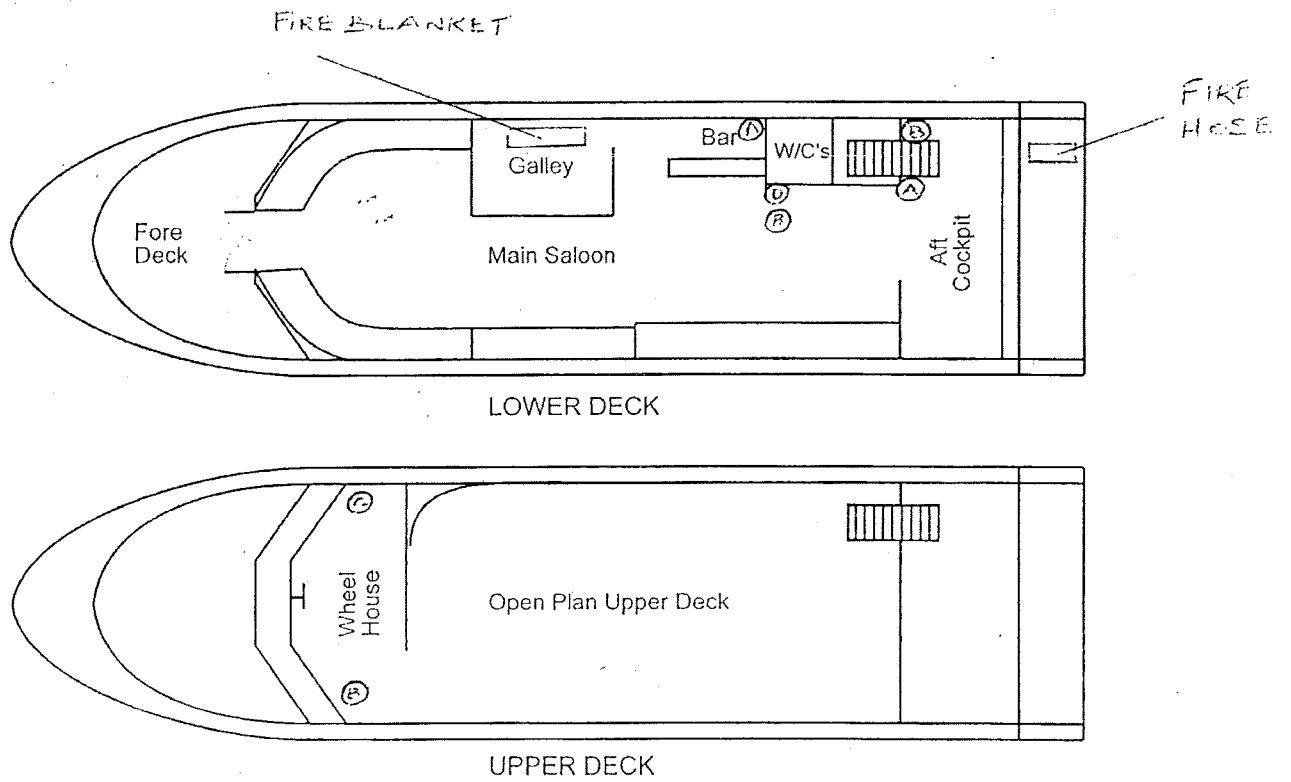 FIRE BLANKET
FIRE
HOSE
Bar
A
W/C's
B
Galley
A
B
Fore
Deck
Main Saloon
Aft
Cockpit
LOWER DECK
C
Wheel
House
Open Plan Upper Deck
B
UPPER DECK